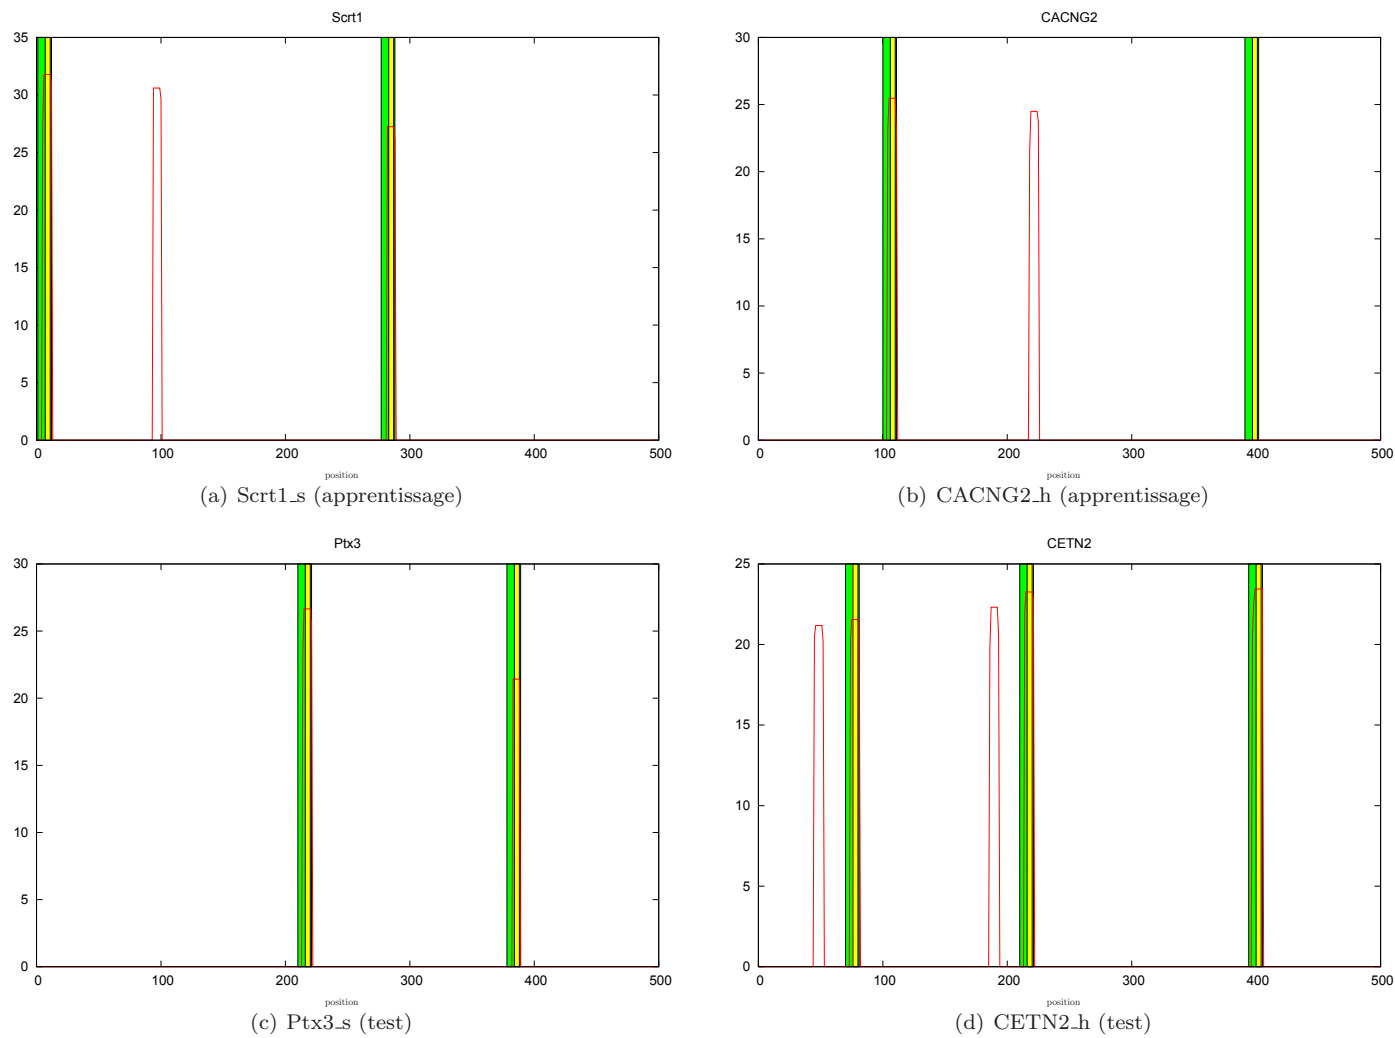 Scrt1
35
30
25
20
15
10
5
0
0 100 200 300 400 500
position
(a) Scrt1_s (apprentissage)
CACNG2
30
25
20
15
10
5
0
0 100 200 300 400 500
position
(b) CACNG2_h (apprentissage)
Ptx3
30
25
20
15
10
5
0
0 100 200 300 400 500
position
(c) Ptx3_s (test)
CETN2
25
20
15
10
5
0
0 100 200 300 400 500
position
(d) CETN2_h (test)